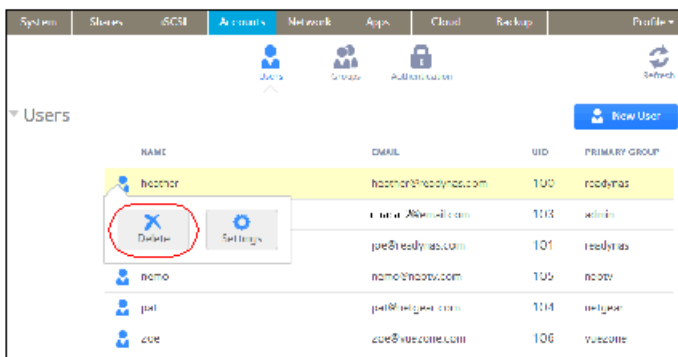 System Shares iSCSI Accounts Network Apps Cloud Backup Profile
Users Groups Authentication Refresh
Users
New User
NAME EMAIL UID PRIMARY GROUP
heather heather@readynas.com 100 readynas
103 admin
Delete Settings
joe@readynas.com 101 readynas
nemo nemo@neotv.com 105 neotv
pat pat@netgear.com 104 netgear
zoe zoe@vuezone.com 106 vuezone